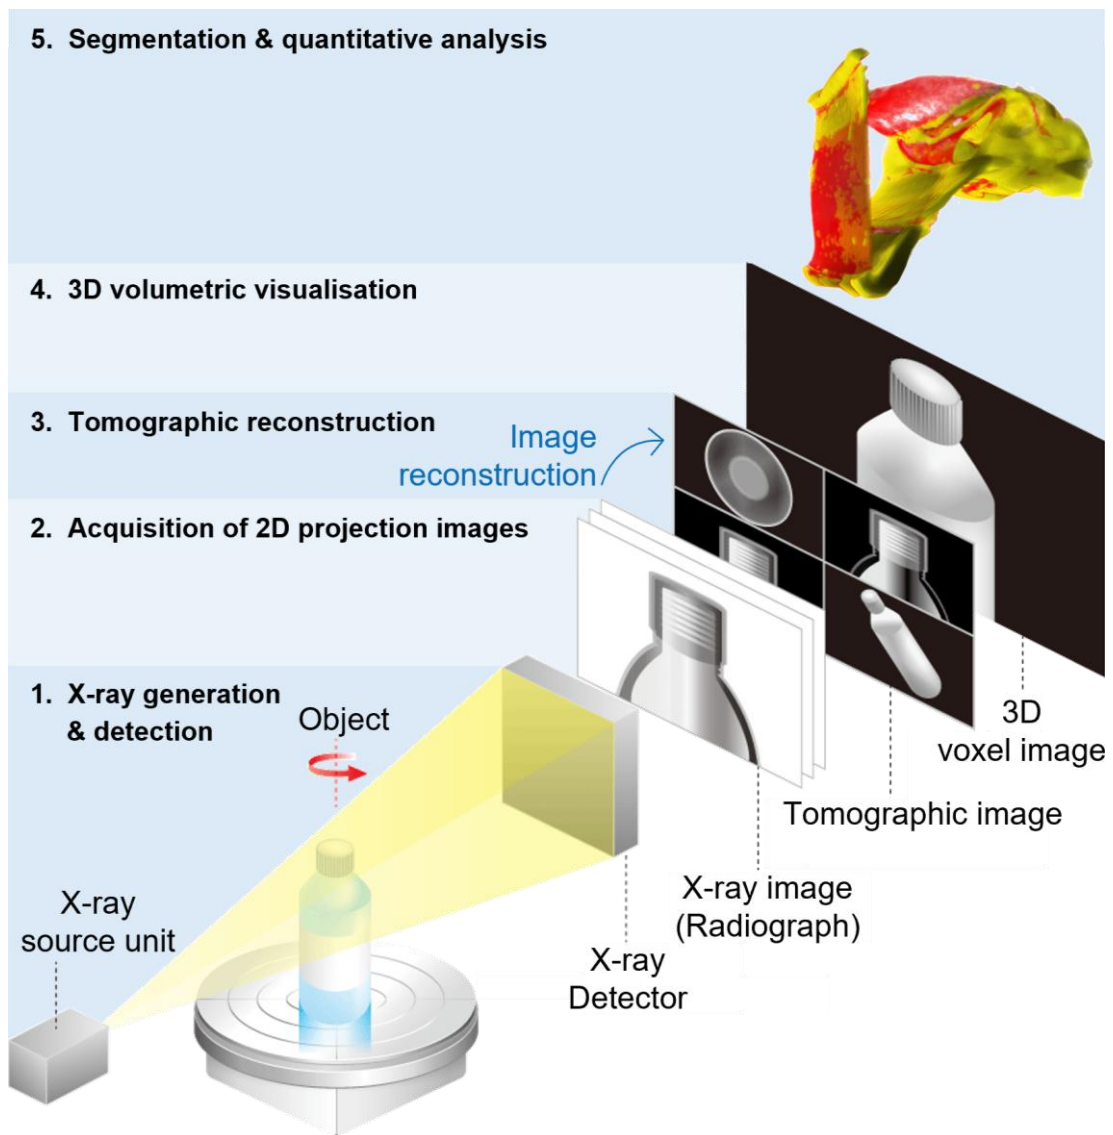 5. Segmentation & quantitative analysis
4. 3D volumetric visualisation
3. Tomographic reconstruction
Image
reconstruction
2. Acquisition of 2D projection images
1. X-ray generation
& detection
Object
3D
voxel image
Tomographic image
X-ray image
(Radiograph)
X-ray
source unit
X-ray
Detector